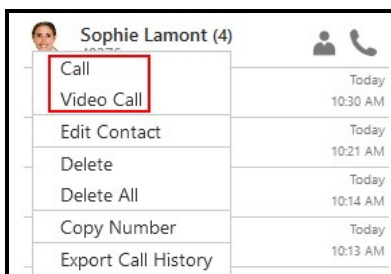 Sophie Lamont (4)
Call
Today
Video Call
10:30 AM
Edit Contact
Today
10:21 AM
Delete
Today
Delete All
10:14 AM
Copy Number
Today
Export Call History
10:13 AM